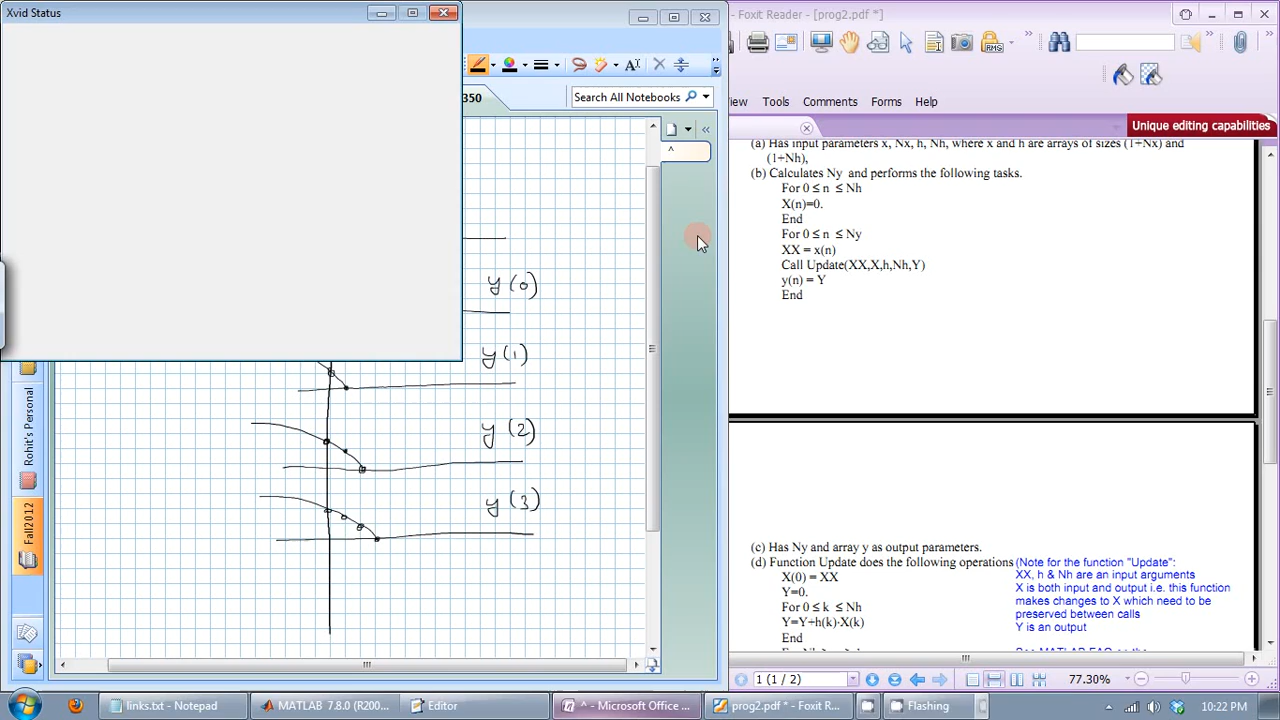 Xvid Status
Foxit Reader - [prog2.pdf *]
350
Search All Notebooks
Tools
Comments
Forms
Help
Unique editing capabilities
(a) Has input parameters x, Nx, h, Nh, where x and h are arrays of sizes (1+Nx) and
(1+Nh),
(b) Calculates Ny and performs the following tasks.
For 0 ≤ n ≤ Nh
X(n)=0.
End
For 0 ≤ n ≤ Ny
XX = x(n)
Call Update(XX,X,h,Nh,Y)
y(n) = Y
End
y(0)
y(1)
y(2)
y(3)
Rohit's Personal
Fall2012
(c) Has Ny and array y as output parameters.
(d) Function Update does the following operations
X(0) = XX
Y=0.
For 0 ≤ k ≤ Nh
Y=Y+h(k)·X(k)
End
(Note for the function "Update":
XX, h & Nh are an input arguments
X is both input and output i.e. this function
makes changes to X which need to be
preserved between calls
Y is an output
1 (1 / 2)
77.30%
links.txt - Notepad
MATLAB 7.8.0 (R200...
Editor
^ - Microsoft Office ...
prog2.pdf * - Foxit R...
Flashing
10:22 PM